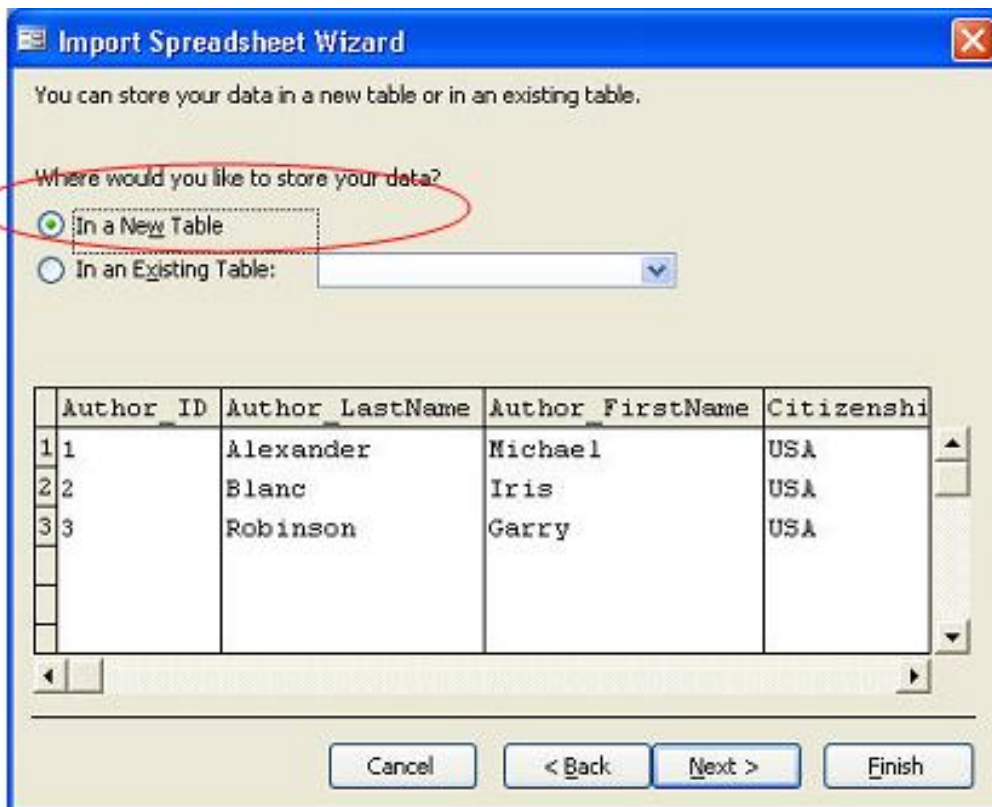 Import Spreadsheet Wizard
You can store your data in a new table or in an existing table.
Where would you like to store your data?
In a New Table
In an Existing Table:
Author_ID Author_LastName Author_FirstName Citizenshi
1 1 Alexander Michael USA
2 2 Blanc Iris USA
3 3 Robinson Garry USA
Cancel < Back Next > Finish